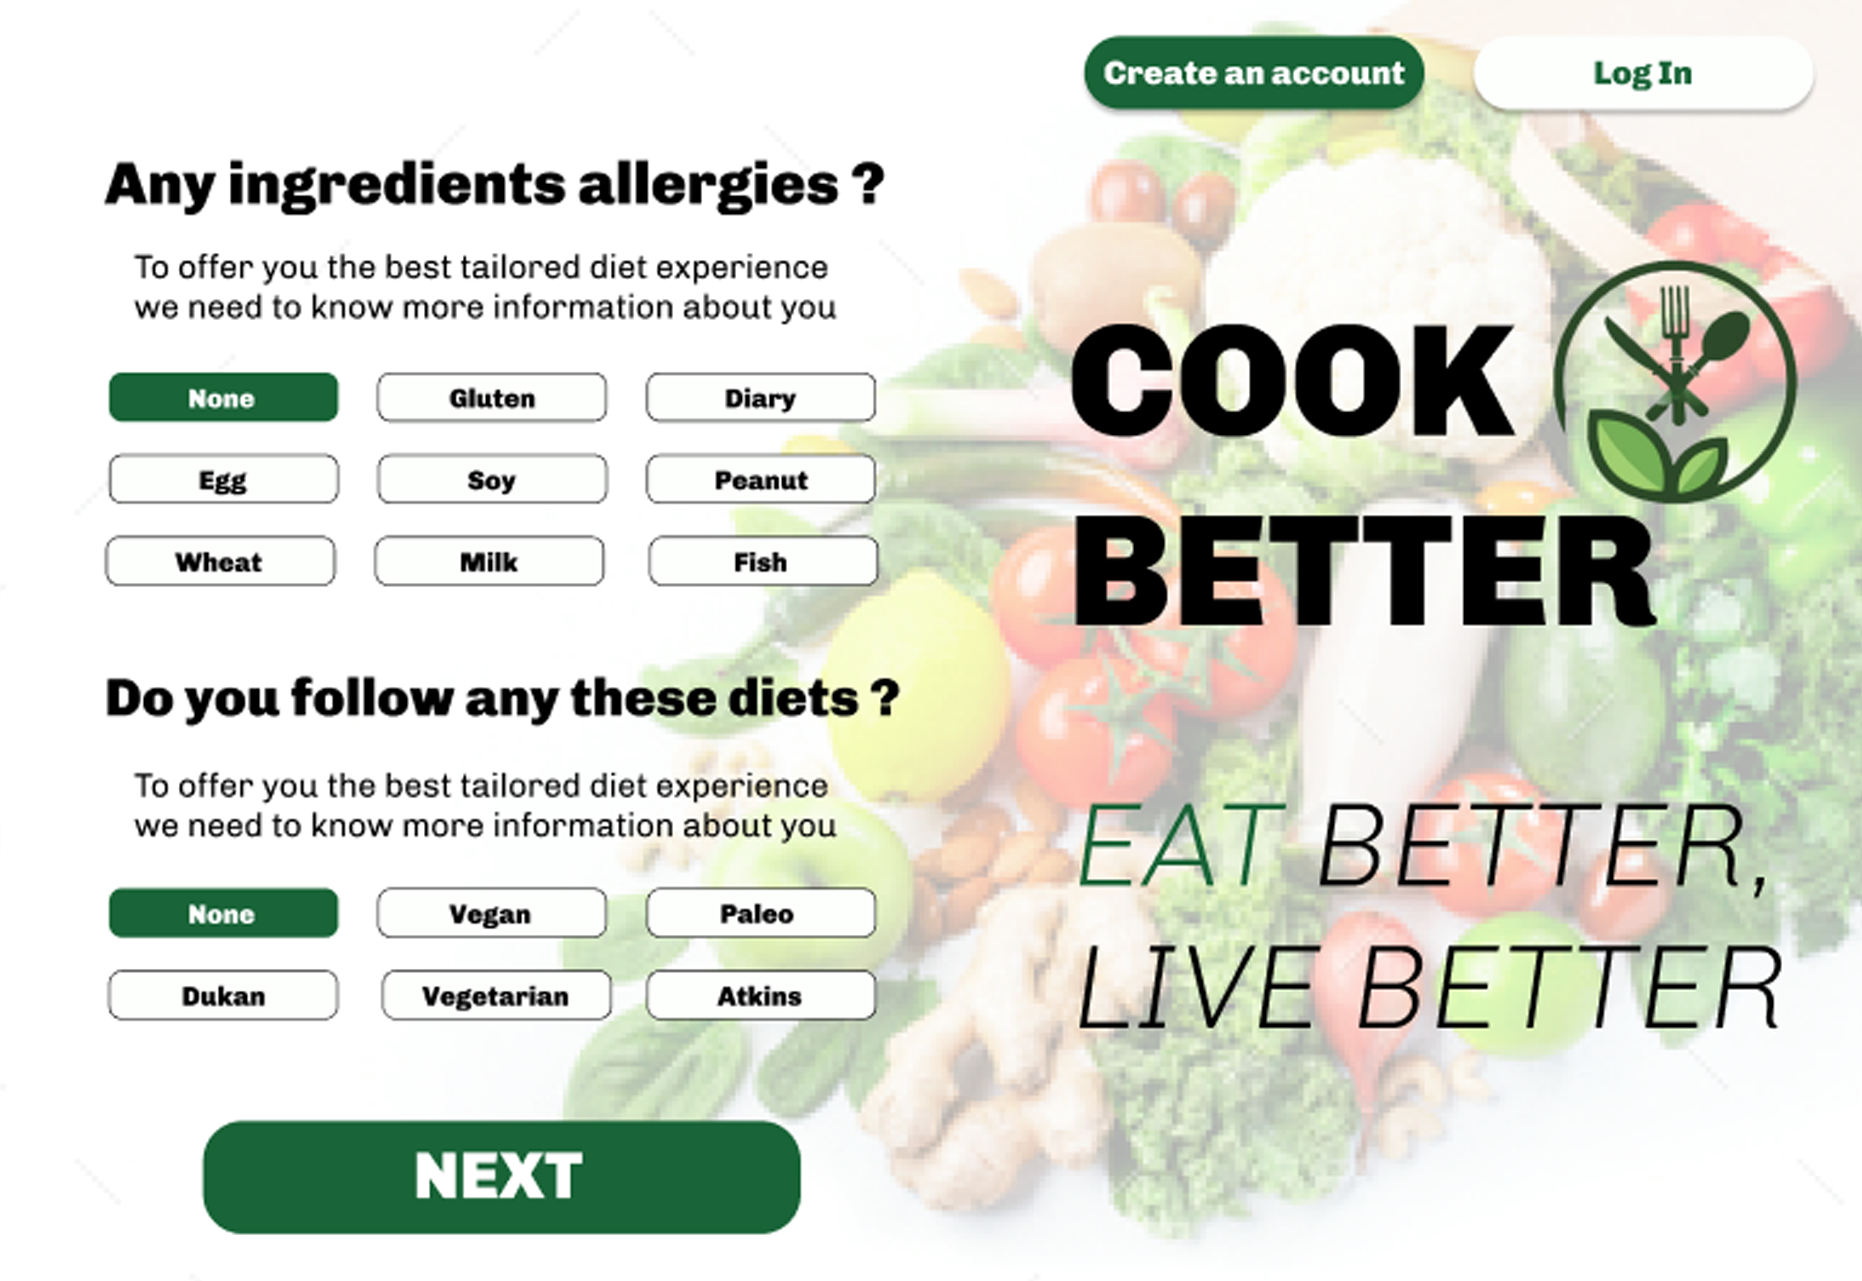 Create an account
Log In
Any ingredients allergies ?
To offer you the best tailored diet experience
we need to know more information about you
None
Gluten
Diary
Egg
Soy
Peanut
Wheat
Milk
Fish
Do you follow any these diets ?
To offer you the best tailored diet experience
we need to know more information about you
None
Vegan
Paleo
Dukan
Vegetarian
Atkins
NEXT
COOK
BETTER
EAT BETTER,
LIVE BETTER